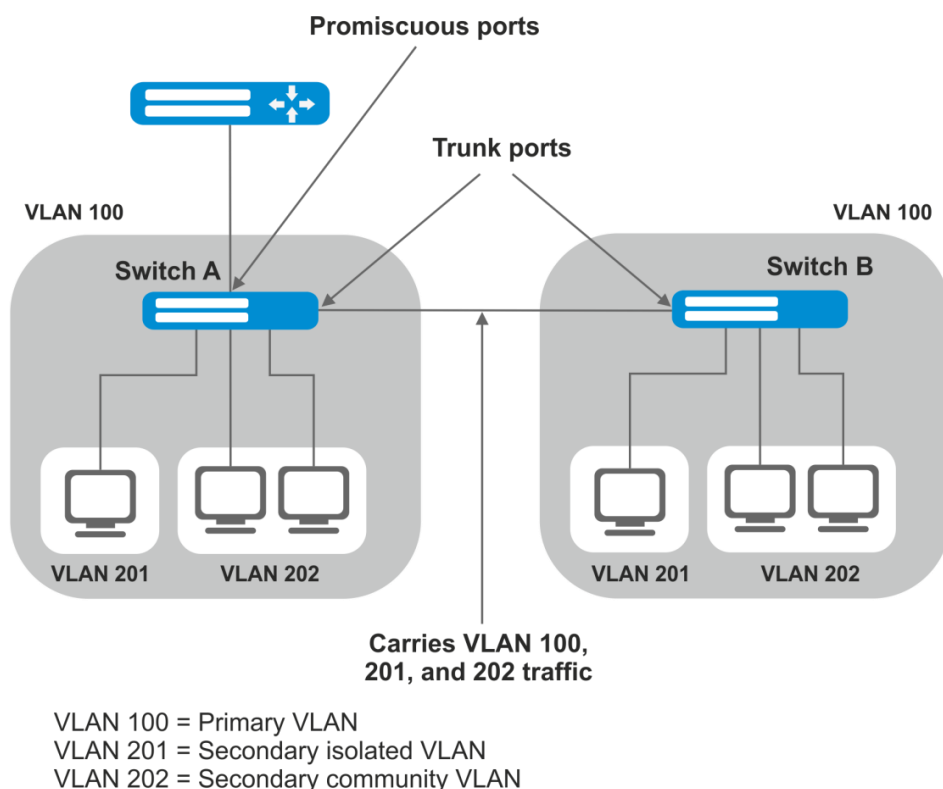 Promiscuous ports
Trunk ports
VLAN 100
VLAN 100
Switch A
Switch B
VLAN 201
VLAN 202
VLAN 201
VLAN 202
Carries VLAN 100,
201, and 202 traffic
VLAN 100 = Primary VLAN
VLAN 201 = Secondary isolated VLAN
VLAN 202 = Secondary community VLAN